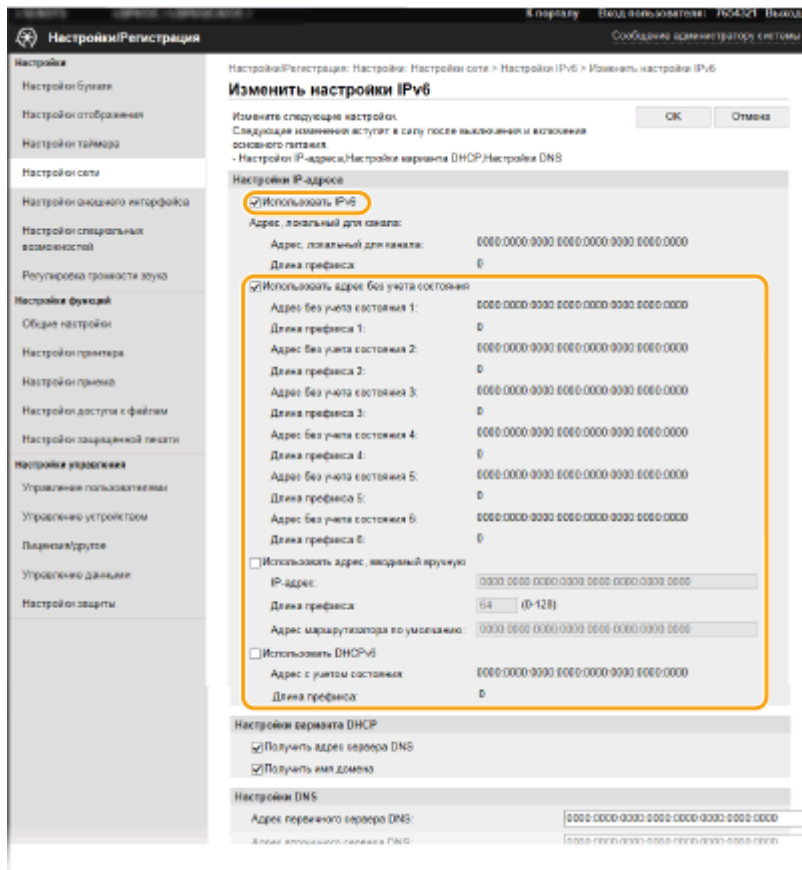 К порталу Вход пользователя: 7654321 Выход
Настройки/Регистрация
Сообщение администратору системы
Настройки
Настройки бумаги
Настройки отображения
Настройки таймера
Настройки сети
Настройки внешнего интерфейса
Настройки специальных
возможностей
Регулировка громкости звука
Настройки функций
Общие настройки
Настройки принтера
Настройки приема
Настройки доступа к файлам
Настройки защищенной печати
Настройки управления
Управление пользователями
Управление устройством
Лицензия/другое
Управление данными
Настройки защиты
Настройки/Регистрация: Настройки: Настройки сети > Настройки IPv6 > Изменить настройки IPv6
Изменить настройки IPv6
Измените следующие настройки.
Следующие изменения вступят в силу после выключения и включения
основного питания.
- Настройки IP-адреса,Настройки варианта DHCP,Настройки DNS
OK Отмена
Настройки IP-адреса
Использовать IPv6
Адрес, локальный для канала:
Адрес, локальный для канала: 0000:0000:0000:0000:0000:0000:0000:0000
Длина префикса: 0
Использовать адрес без учета состояния
Адрес без учета состояния 1: 0000:0000:0000:0000:0000:0000:0000:0000
Длина префикса 1: 0
Адрес без учета состояния 2: 0000:0000:0000:0000:0000:0000:0000:0000
Длина префикса 2: 0
Адрес без учета состояния 3: 0000:0000:0000:0000:0000:0000:0000:0000
Длина префикса 3: 0
Адрес без учета состояния 4: 0000:0000:0000:0000:0000:0000:0000:0000
Длина префикса 4: 0
Адрес без учета состояния 5: 0000:0000:0000:0000:0000:0000:0000:0000
Длина префикса 5: 0
Адрес без учета состояния 6: 0000:0000:0000:0000:0000:0000:0000:0000
Длина префикса 6: 0
Использовать адрес, вводимый вручную
IP-адрес: 0000:0000:0000:0000:0000:0000:0000:0000
Длина префикса: 64 (0-128)
Адрес маршрутизатора по умолчанию: 0000:0000:0000:0000:0000:0000:0000:0000
Использовать DHCPv6
Адрес с учетом состояния: 0000:0000:0000:0000:0000:0000:0000:0000
Длина префикса: 0
Настройки варианта DHCP
Получить адрес сервера DNS
Получить имя домена
Настройки DNS
Адрес первичного сервера DNS: 0000:0000:0000:0000:0000:0000:0000:0000
Адрес вторичного сервера DNS: 0000:0000:0000:0000:0000:0000:0000:0000